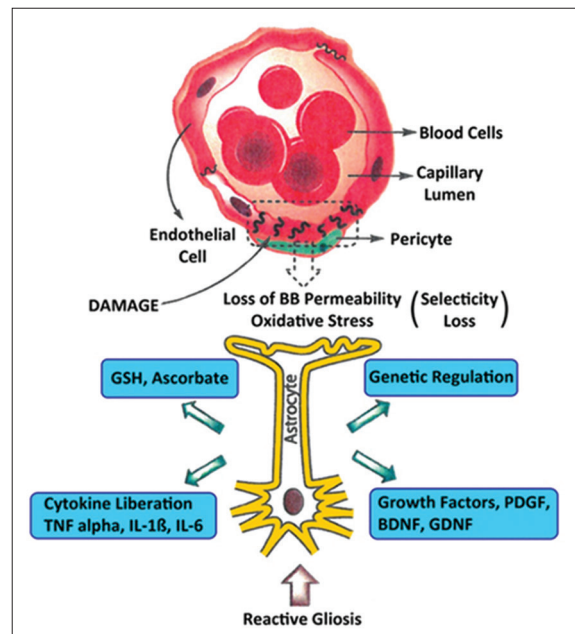 Blood Cells
Capillary
Lumen
Endothelial
Cell
Pericyte
DAMAGE
Loss of BB Permeability
Oxidative Stress
(Selecticity
Loss)
GSH, Ascorbate
Genetic Regulation
Astrocyte
Cytokine Liberation
TNF alpha, IL-1ß, IL-6
Growth Factors, PDGF,
BDNF, GDNF
Reactive Gliosis